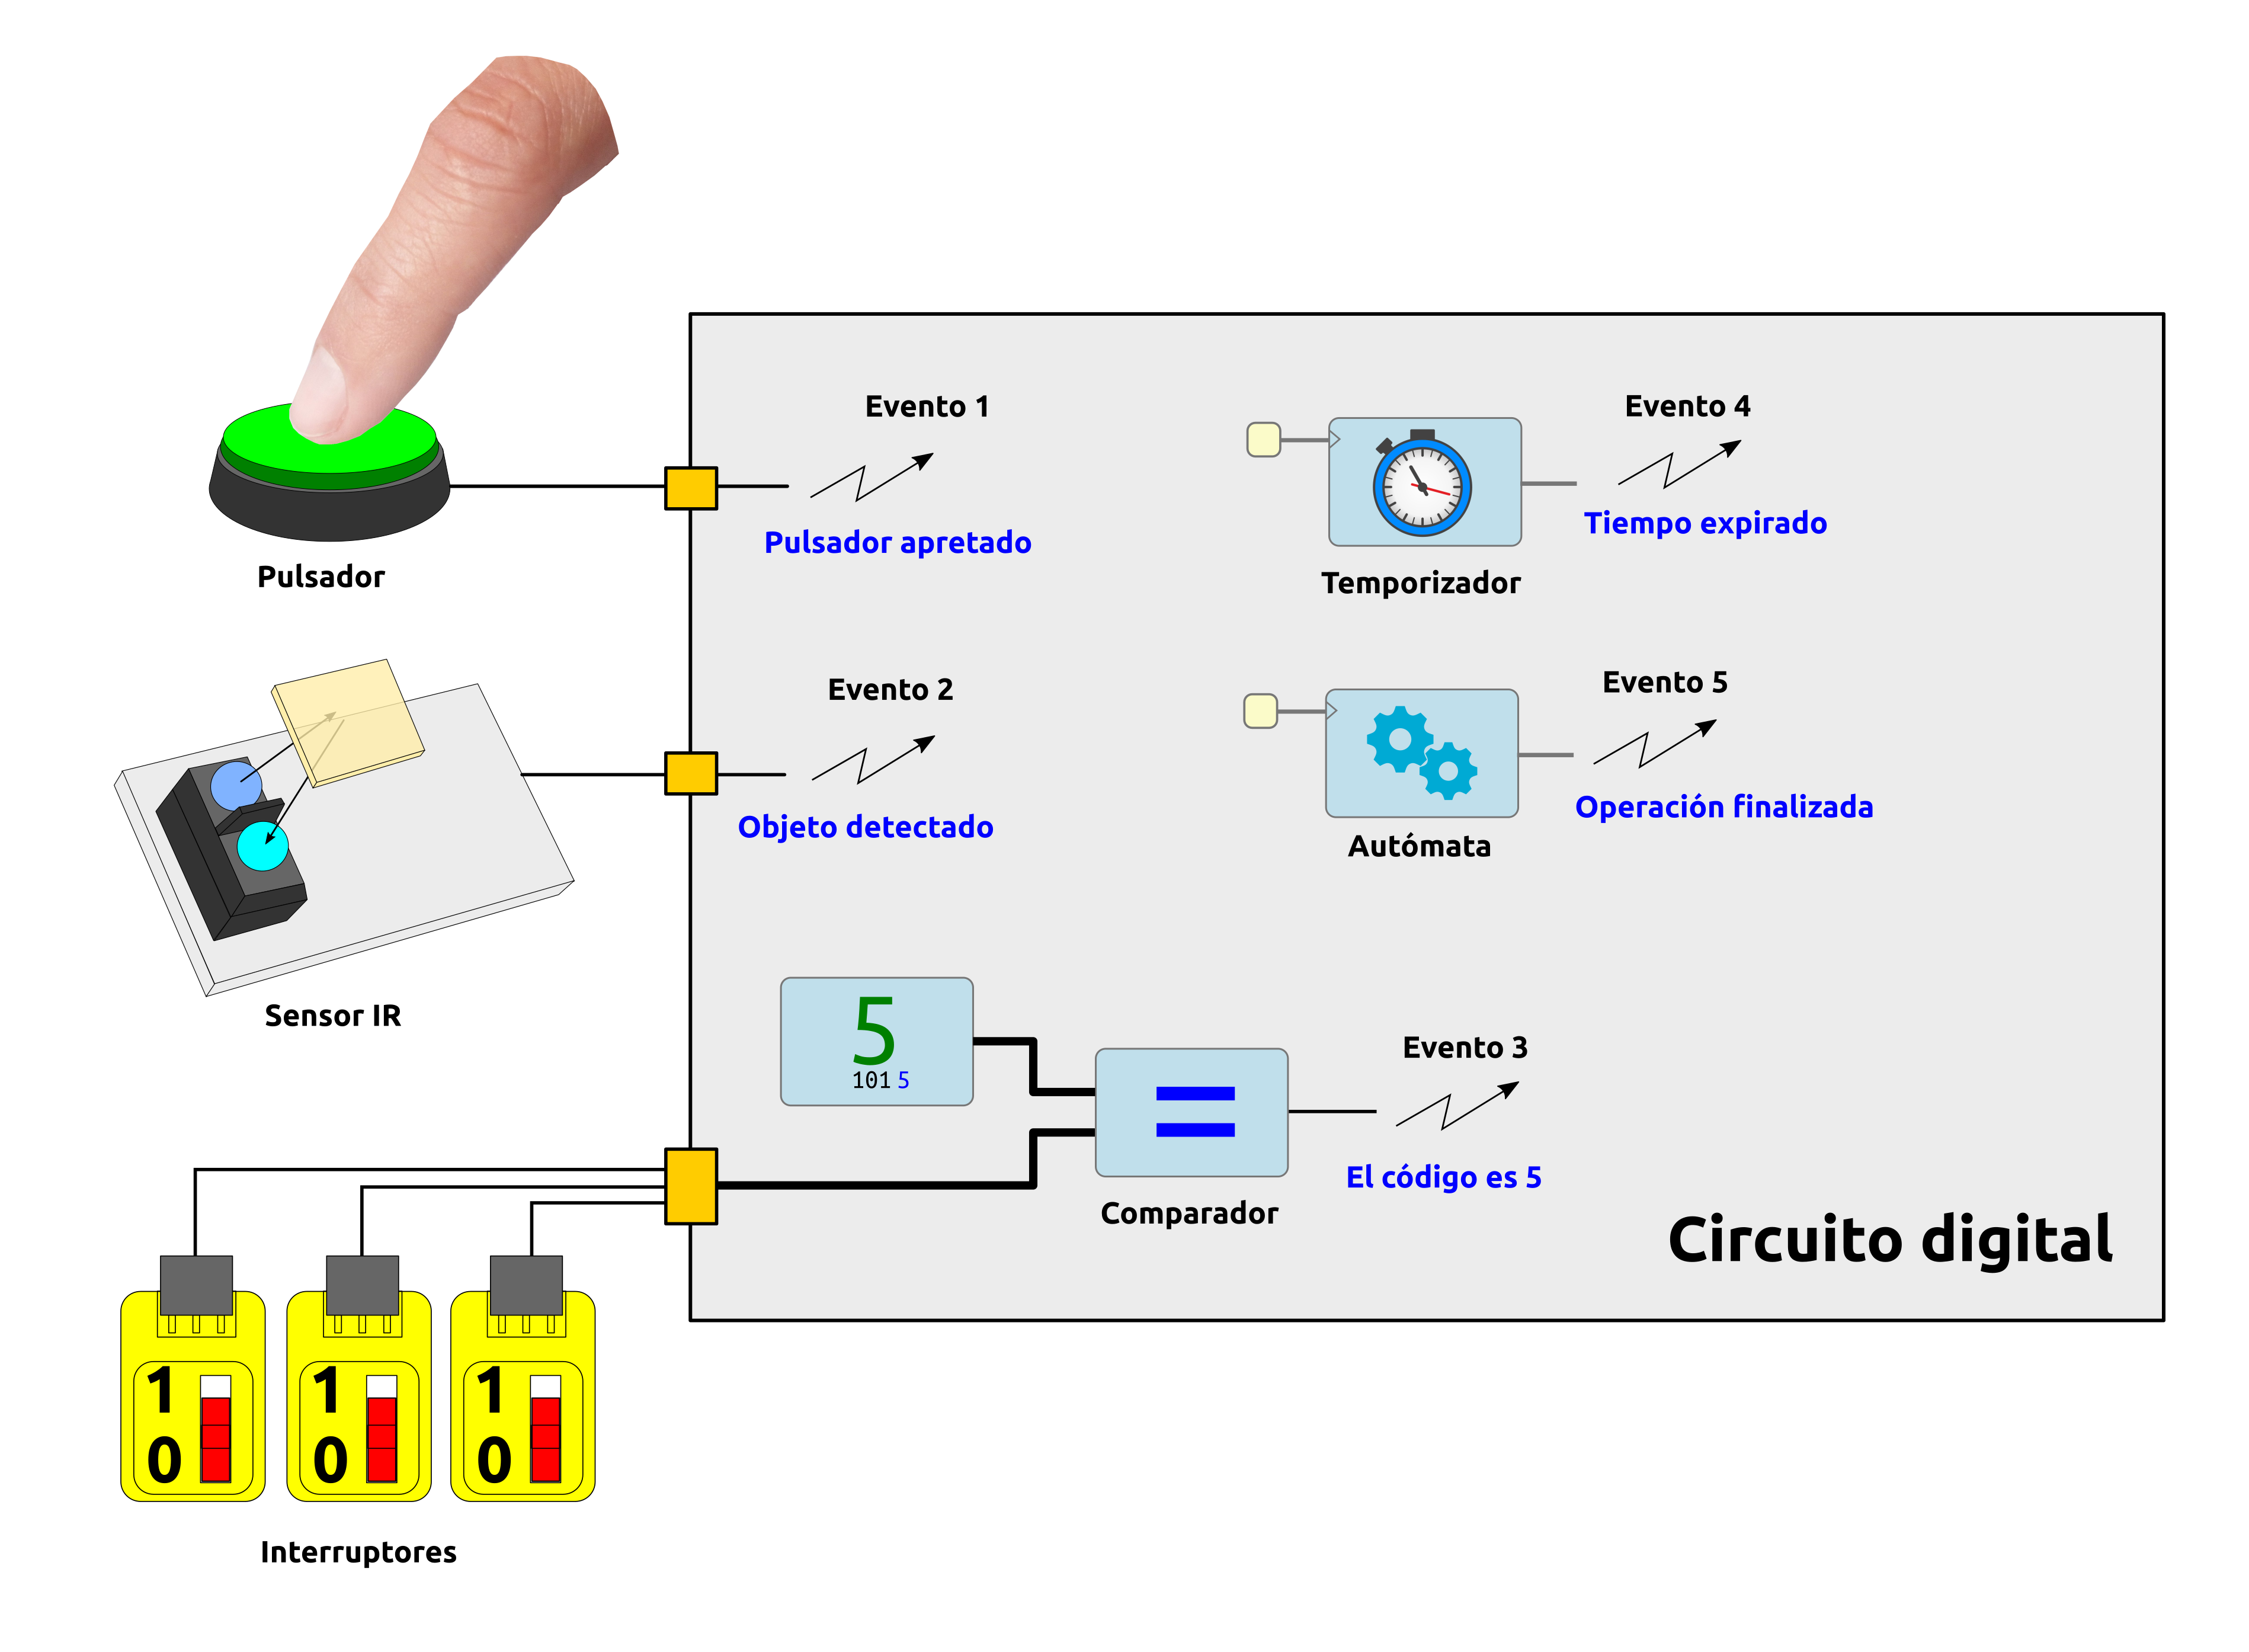 Evento 1
Pulsador apretado
Pulsador
Evento 4
Tiempo expirado
Temporizador
Evento 2
Objeto detectado
Sensor IR
Evento 5
Operación finalizada
Autómata
5
101 5
Evento 3
El código es 5
Comparador
Circuito digital
1 1 1
0 0 0
Interruptores